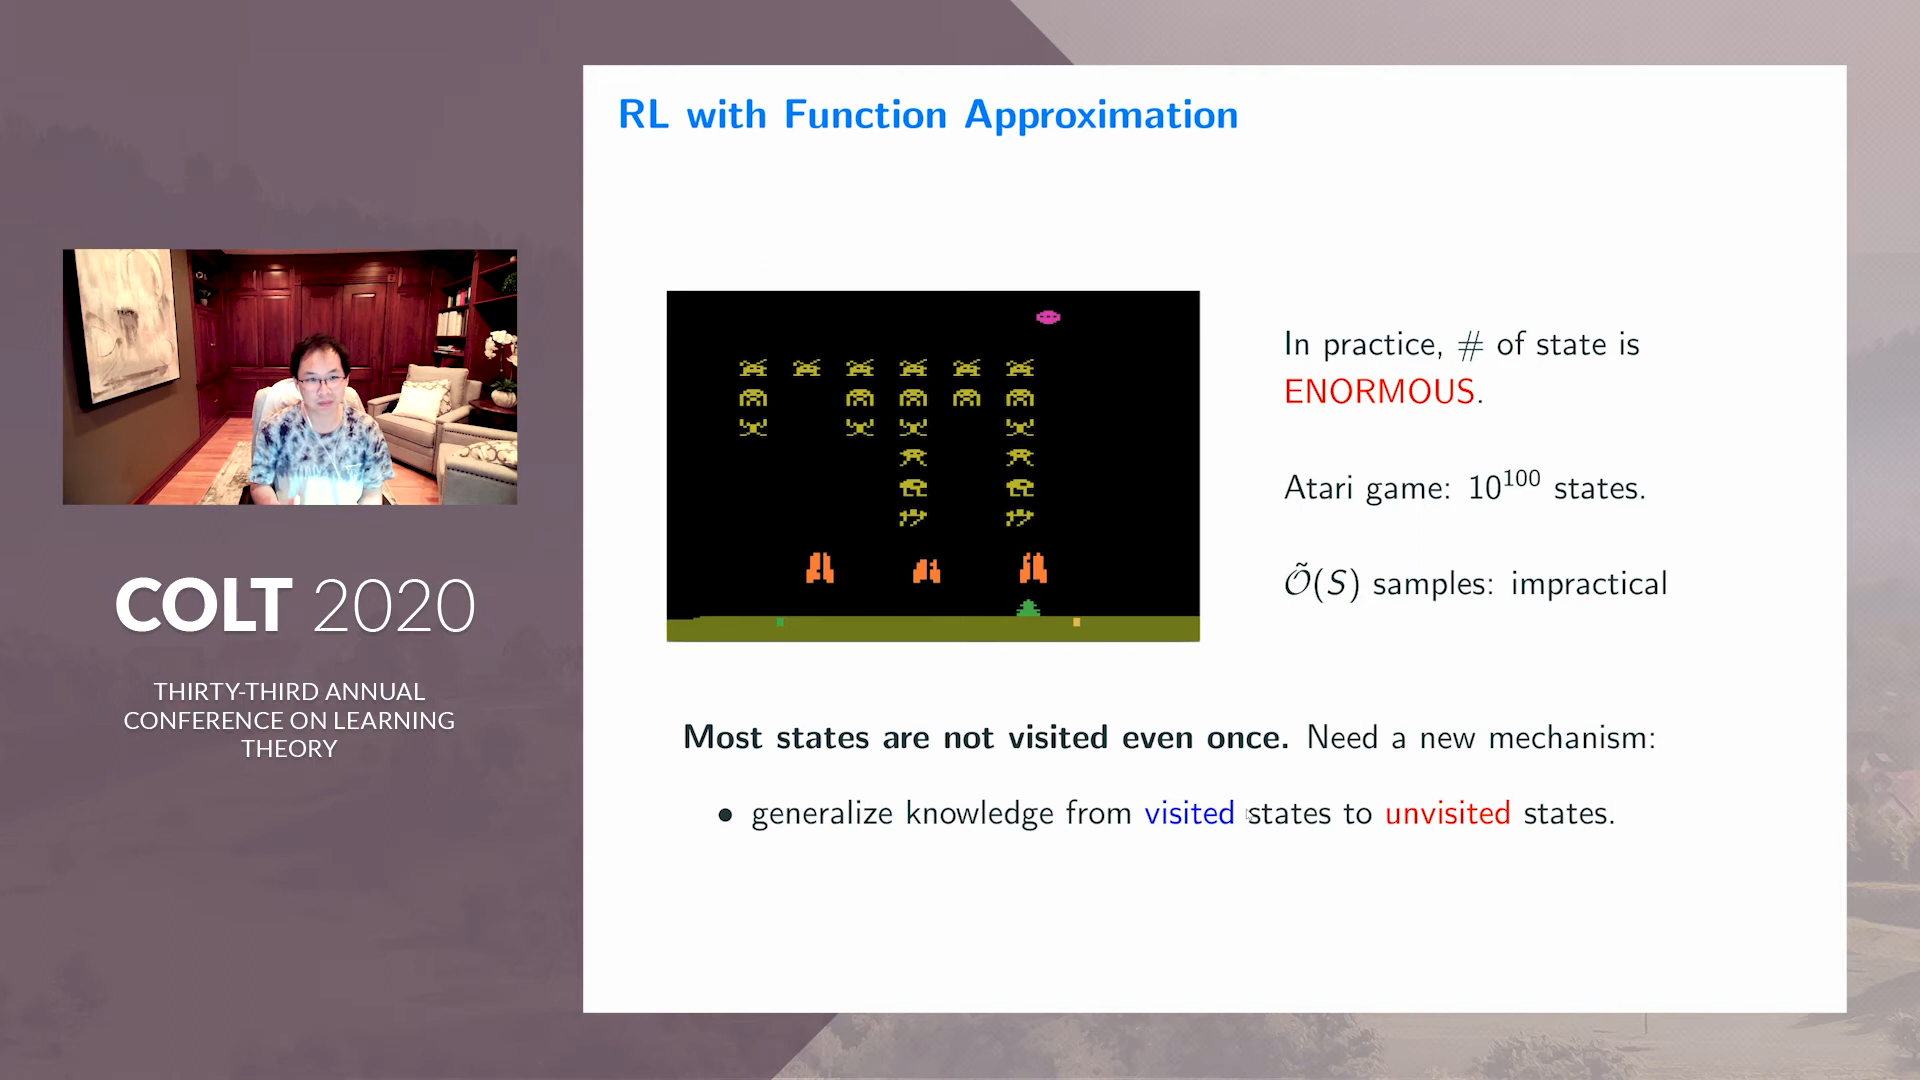 RL with Function Approximation
In practice, # of state is
ENORMOUS.
Atari game: 10^100 states.
Õ(S) samples: impractical
Most states are not visited even once. Need a new mechanism:
• generalize knowledge from visited states to unvisited states.
COLT 2020
THIRTY-THIRD ANNUAL
CONFERENCE ON LEARNING
THEORY